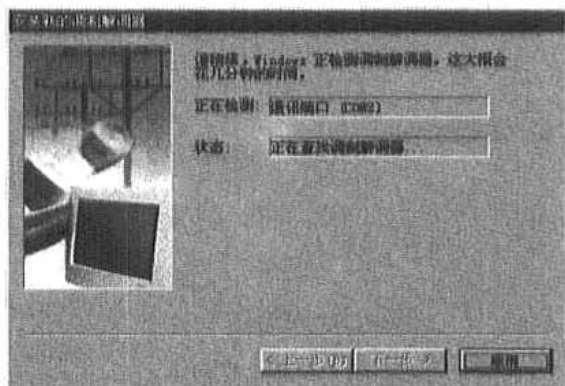 安装新的调制解调器
请稍候，Windows 正检测调制解调器，这大概会
花几分钟的时间。
正在检测: 通讯端口 (COM2)
状态: 正在查找调制解调器...
< 上一步(B) 下一步 >